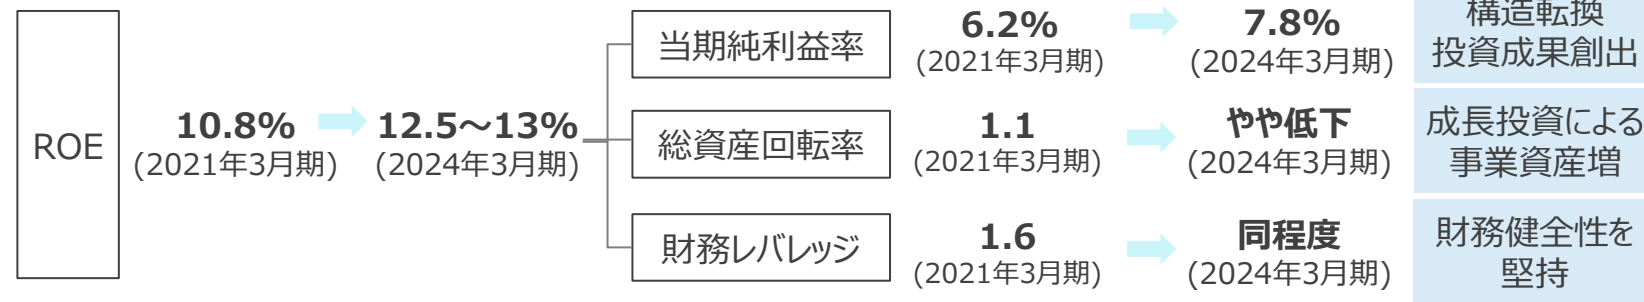 ROE
10.8%
(2021年3月期)
12.5～13%
(2024年3月期)
当期純利益率
6.2%
(2021年3月期)
7.8%
(2024年3月期)
構造転換
投資成果創出
総資産回転率
1.1
(2021年3月期)
やや低下
(2024年3月期)
成長投資による
事業資産増
財務レバレッジ
1.6
(2021年3月期)
同程度
(2024年3月期)
財務健全性を
堅持